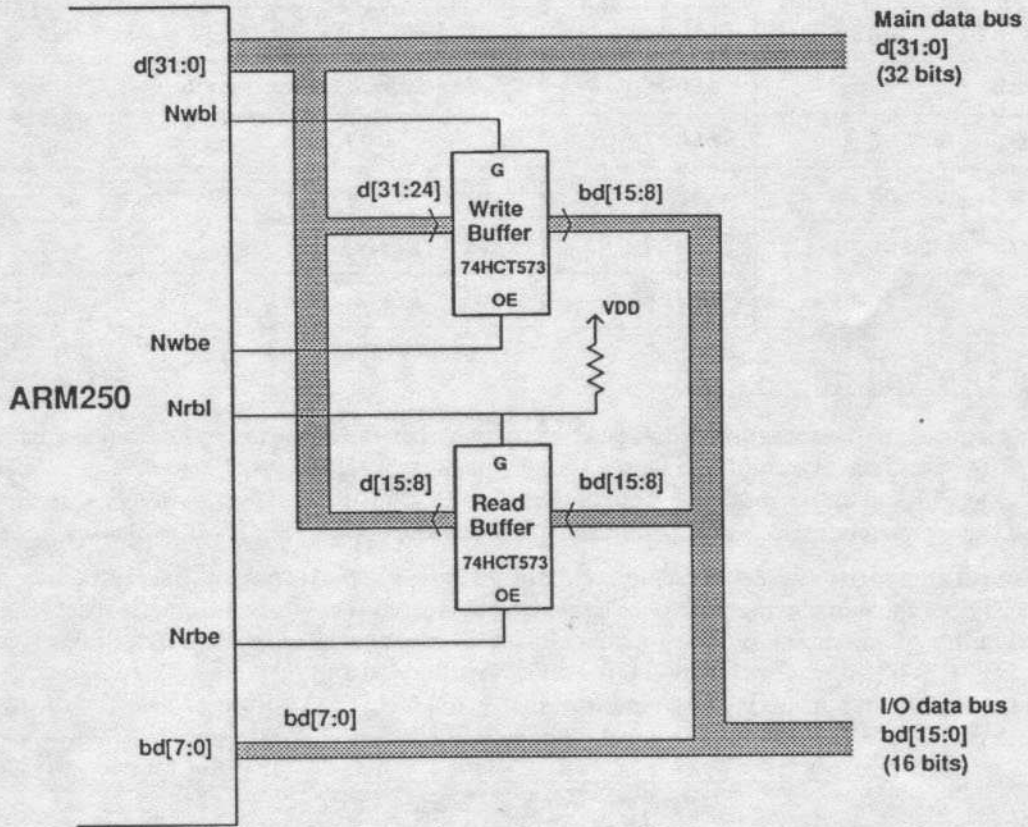 Main data bus
d[31:0]
(32 bits)
d[31:0]
Nwbl
G
d[31:24]
bd[15:8]
Write
Buffer
74HCT573
OE
VDD
Nwbe
ARM250
Nrbl
G
d[15:8]
bd[15:8]
Read
Buffer
74HCT573
OE
Nrbe
I/O data bus
bd[15:0]
(16 bits)
bd[7:0]
bd[7:0]